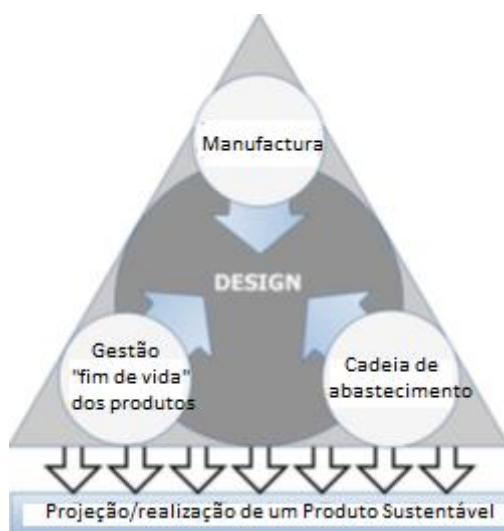 Manufactura
DESIGN
Gestão
"fim de vida"
dos produtos
Cadeia de
abastecimento
Projeção/realização de um Produto Sustentável